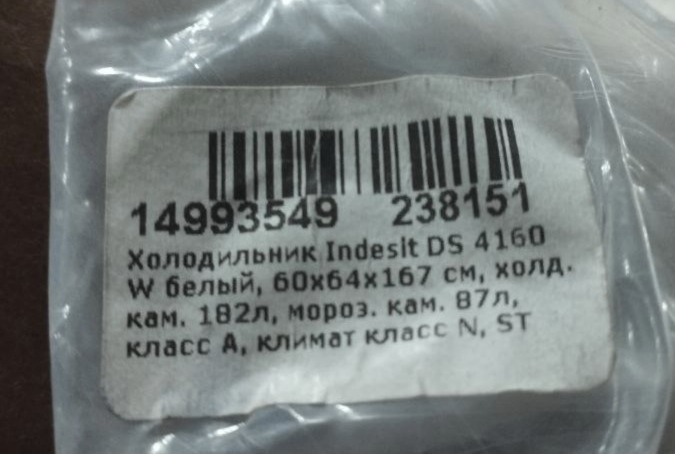 14993549 238151
Холодильник Indesit DS 4160
W белый, 60х64х167 см, холд.
кам. 182л, мороз. кам. 87л,
класс А, климат класс N, ST